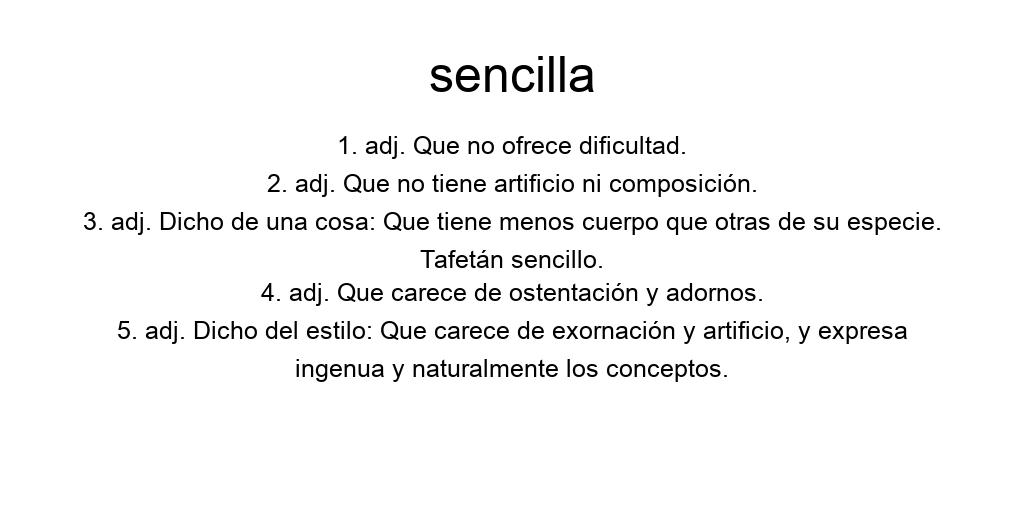 sencilla
1. adj. Que no ofrece dificultad.
2. adj. Que no tiene artificio ni composición.
3. adj. Dicho de una cosa: Que tiene menos cuerpo que otras de su especie.
Tafetán sencillo.
4. adj. Que carece de ostentación y adornos.
5. adj. Dicho del estilo: Que carece de exornación y artificio, y expresa
ingenua y naturalmente los conceptos.